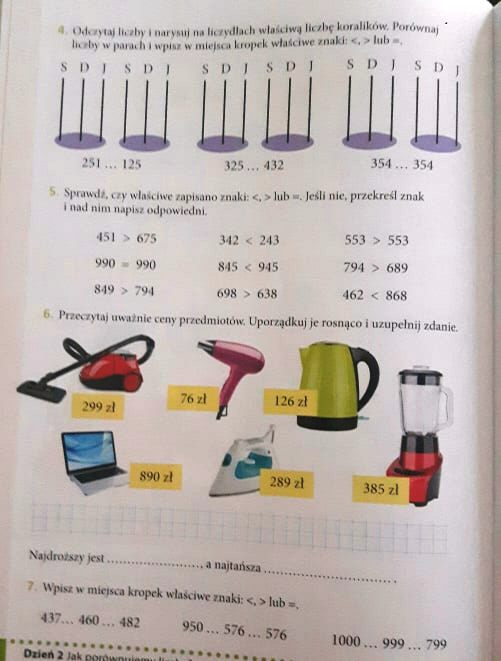 4. Odczytaj liczby i narysuj na liczydłach właściwą liczbę koralików. Porównaj
liczby w parach i wpisz w miejsca kropek właściwe znaki: <, > lub =.
S D J S D J S D J S D J S D J S D J
251 ... 125 325 ... 432 354 ... 354
5. Sprawdź, czy właściwe zapisano znaki: <, > lub =. Jeśli nie, przekreśl znak
i nad nim napisz odpowiedni.
451 > 675 342 < 243 553 > 553
990 = 990 845 < 945 794 > 689
849 > 794 698 > 638 462 < 868
6. Przeczytaj uważnie ceny przedmiotów. Uporządkuj je rosnąco i uzupełnij zdanie.
299 zł 76 zł 126 zł
890 zł 289 zł 385 zł
Najdroższy jest ........................, a najtańsza ................................
7. Wpisz w miejsca kropek właściwe znaki: <, > lub =.
437... 460 ... 482 950 ... 576 ... 576 1000 ... 999 ... 799
Dzień 2 Jak porównujemy